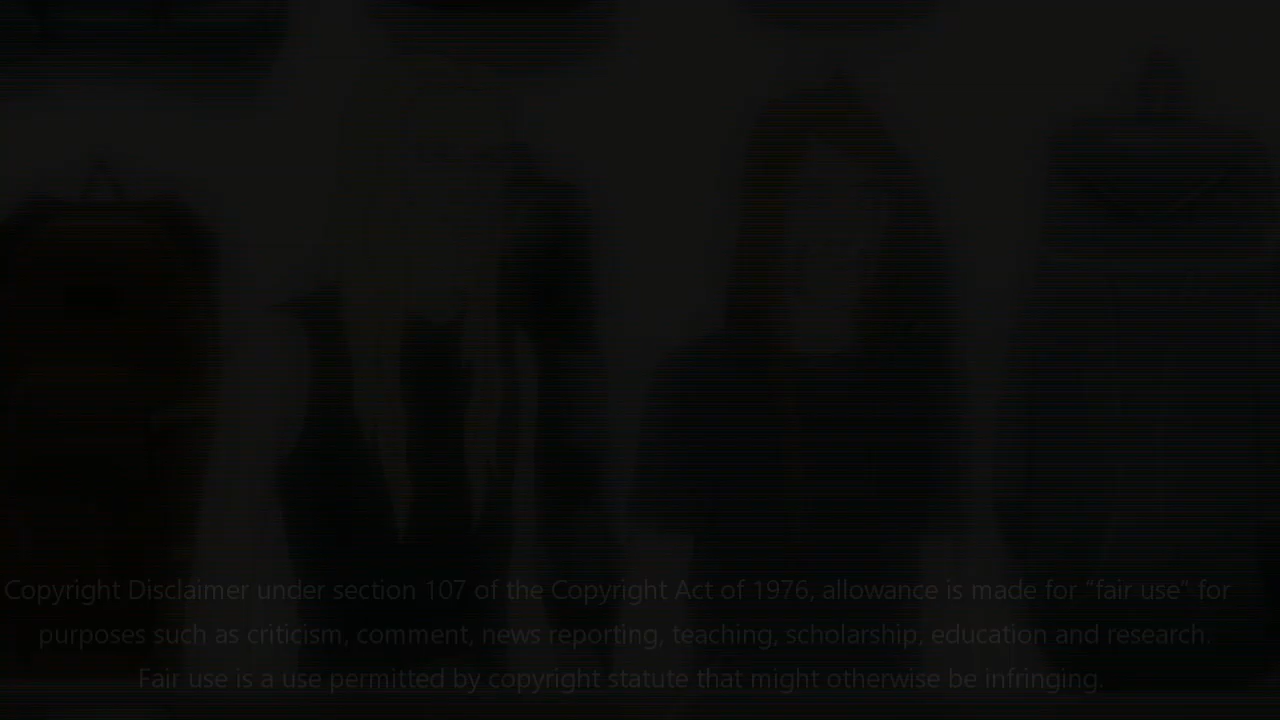 Copyright Disclaimer under section 107 of the Copyright Act of 1976, allowance is made for “fair use” for
purposes such as criticism, comment, news reporting, teaching, scholarship, education and research.
Fair use is a use permitted by copyright statute that might otherwise be infringing.